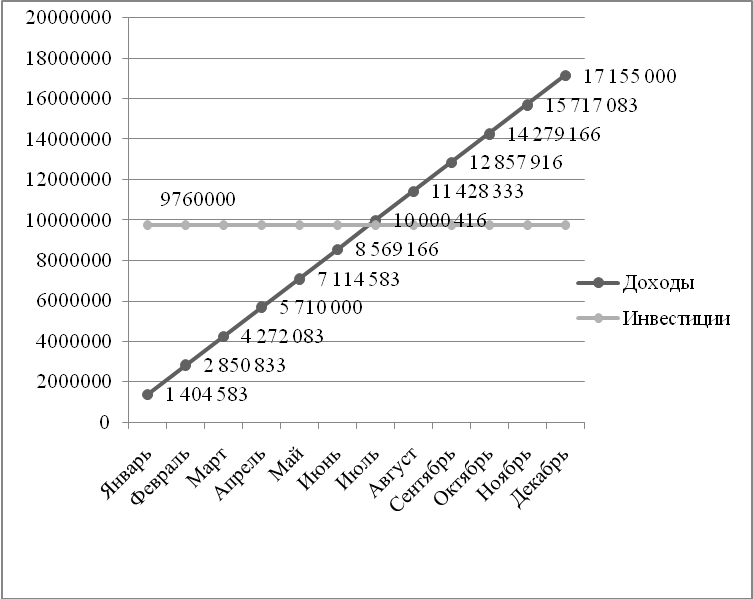 20000000
18000000
16000000
14000000
12000000
10000000
8000000
6000000
4000000
2000000
0
17 155 000
15 717 083
14 279 166
12 857 916
11 428 333
10 000 416
8 569 166
7 114 583
5 710 000
4 272 083
2 850 833
1 404 583
9760000
Доходы
Инвестиции
Январь
Февраль
Март
Апрель
Май
Июнь
Июль
Август
Сентябрь
Октябрь
Ноябрь
Декабрь